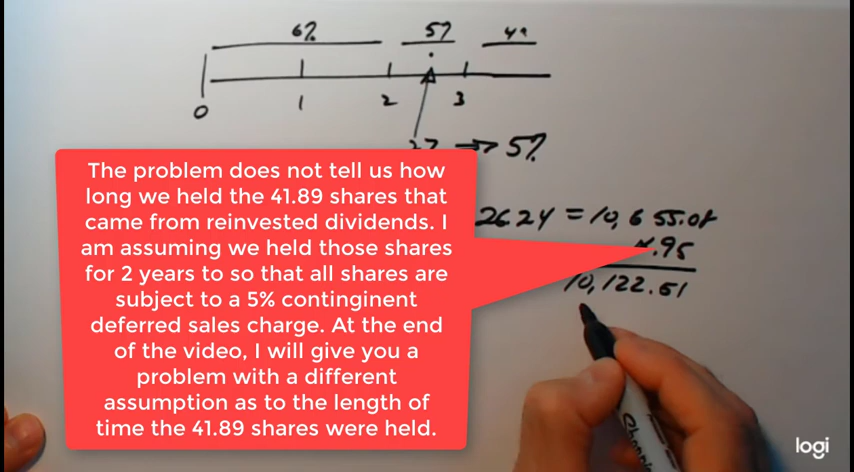 6% 5% 4%
0 1 2 3
5%
The problem does not tell us how
long we held the 41.89 shares that
came from reinvested dividends. I
am assuming we held those shares
for 2 years to so that all shares are
subject to a 5% continginent
deferred sales charge. At the end
of the video, I will give you a
problem with a different
assumption as to the length of
time the 41.89 shares were held.
2624 = 10,655.01
.95
10,122.51
logi